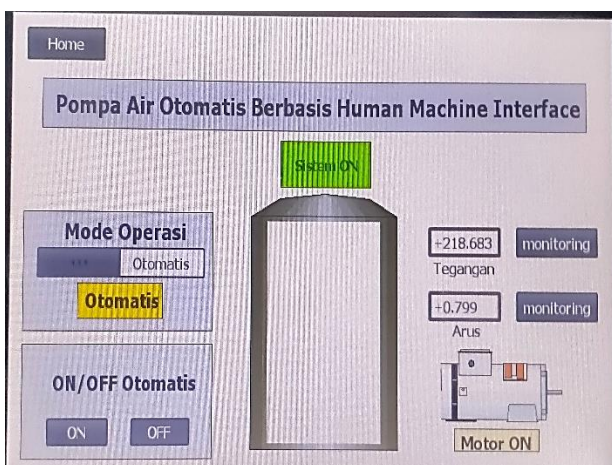 Home
Pompa Air Otomatis Berbasis Human Machine Interface
Sistem ON
Mode Operasi
Otomatis
Otomatis
+218.683
monitoring
Tegangan
+0.799
monitoring
Arus
ON/OFF Otomatis
ON
OFF
Motor ON